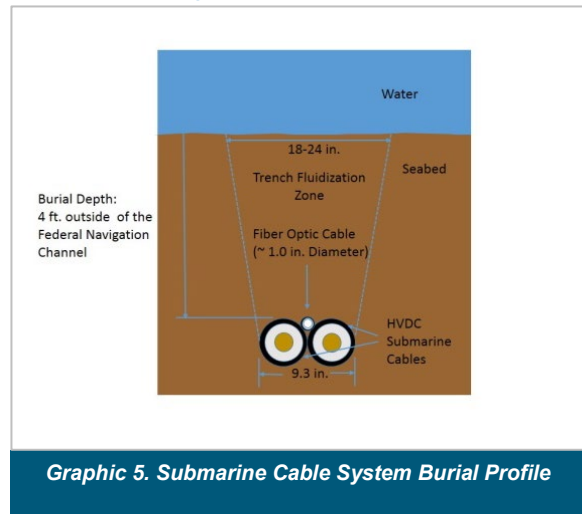 Water
18-24 in.
Trench Fluidization
Zone
Seabed
Burial Depth:
4 ft. outside of the
Federal Navigation
Channel
Fiber Optic Cable
(~ 1.0 in. Diameter)
HVDC
Submarine
Cables
9.3 in.
Graphic 5. Submarine Cable System Burial Profile